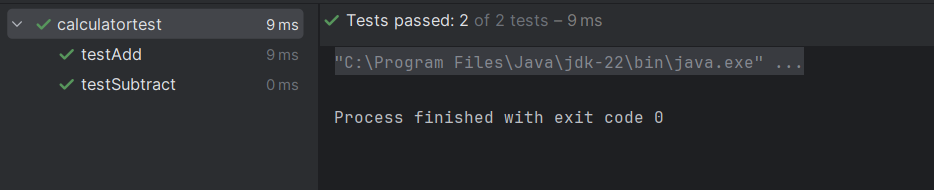 calculatortest 9 ms
testAdd 9 ms
testSubtract 0 ms
Tests passed: 2 of 2 tests – 9 ms
"C:\Program Files\Java\jdk-22\bin\java.exe" ...
Process finished with exit code 0